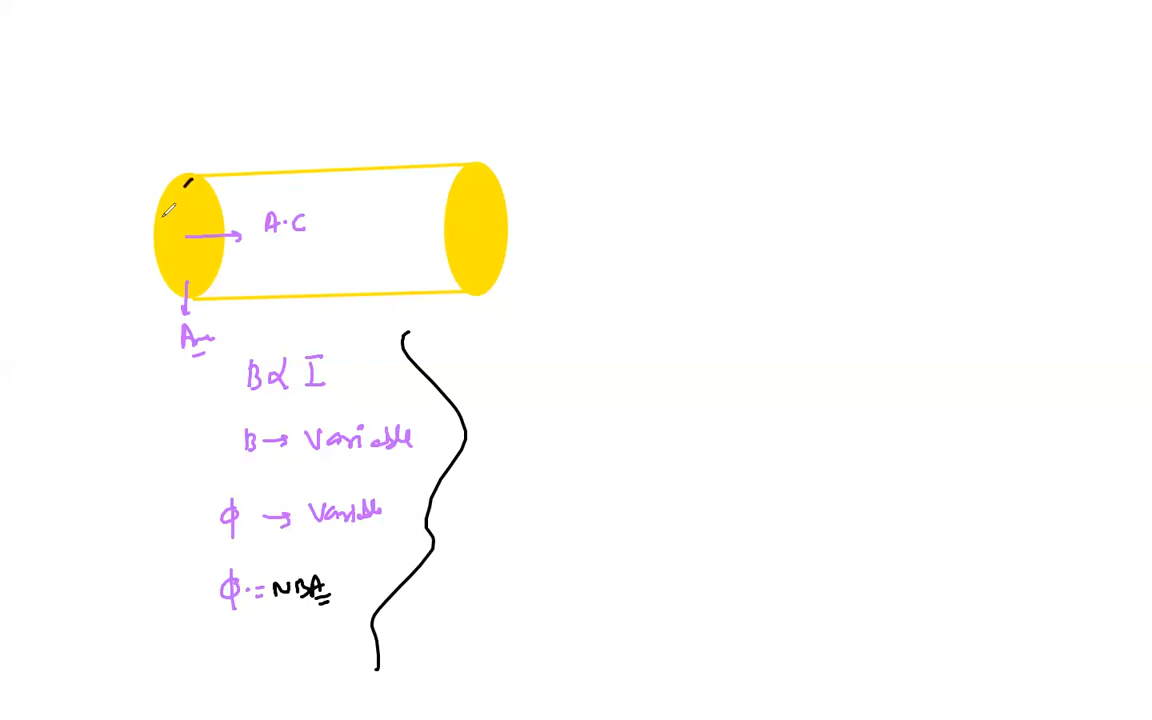 A.C
A
B ∝ I
B → Variable
ϕ → Variable
ϕ = NBA